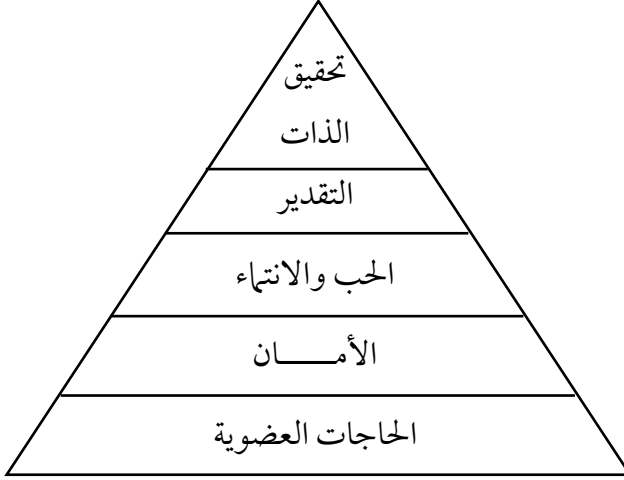 تحقيق
الذات
التقدير
الحب والانتماء
الأمـــــان
الحاجات العضوية